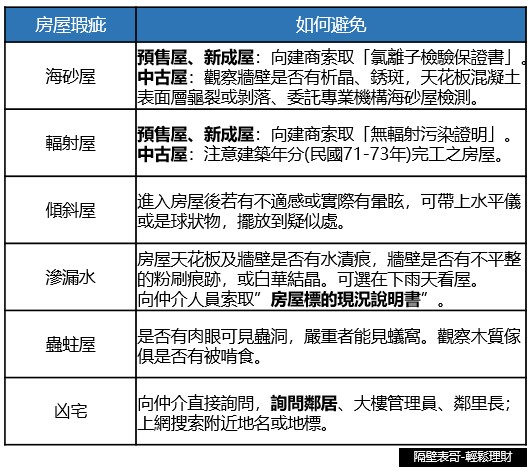 房屋瑕疵
如何避免
海砂屋
預售屋、新成屋：向建商索取「氯離子檢驗保證書」。
中古屋：觀察牆壁是否有析晶、銹斑，天花板混凝土
表面層龜裂或剝落、委託專業機構海砂屋檢測。
輻射屋
預售屋、新成屋：向建商索取「無輻射污染證明」。
中古屋：注意建築年分(民國71-73年)完工之房屋。
傾斜屋
進入房屋後若有不適感或實際有暈眩，可帶上水平儀
或是球狀物，擺放到疑似處。
滲漏水
房屋天花板及牆壁是否有水漬痕，牆壁是否有不平整
的粉刷痕跡，或白華結晶。可選在下雨天看屋。
向仲介人員索取”房屋標的現況說明書”。
蟲蛀屋
是否有肉眼可見蟲洞，嚴重者能見蟻窩。觀察木質傢
俱是否有被啃食。
凶宅
向仲介直接詢問，詢問鄰居、大樓管理員、鄰里長；
上網搜索附近地名或地標。
隔壁表哥-輕鬆理財